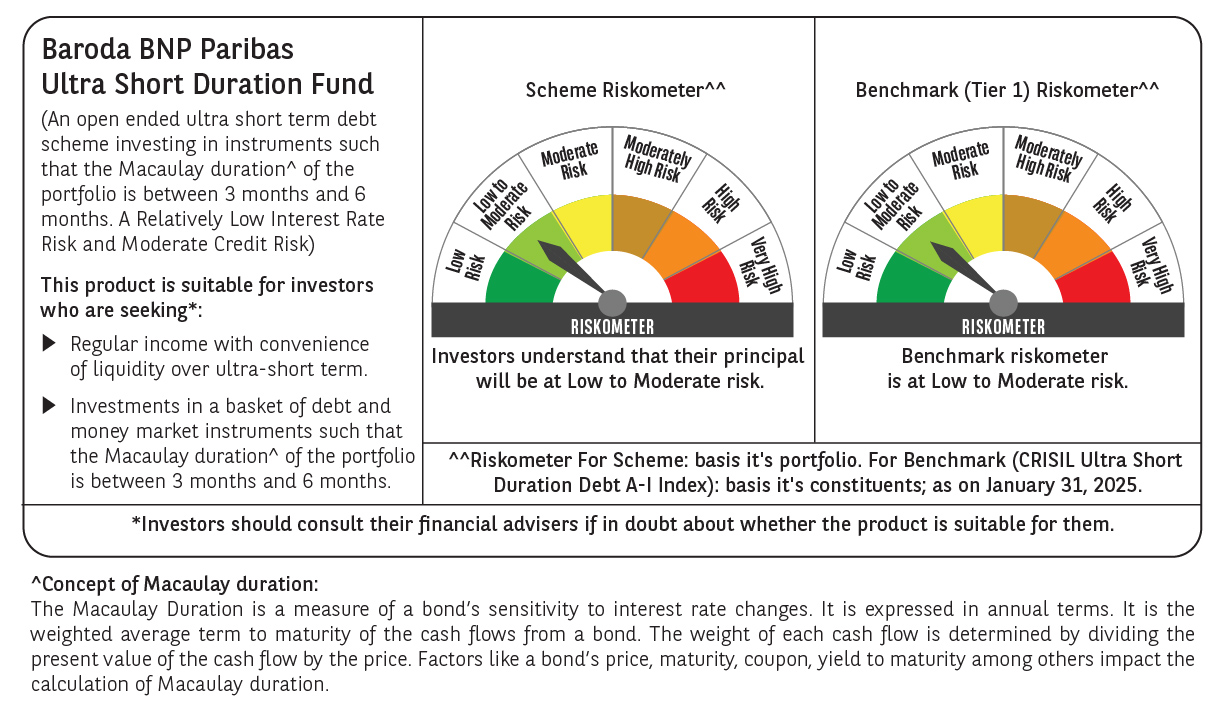 Baroda BNP Paribas
Ultra Short Duration Fund
(An open ended ultra short term debt
scheme investing in instruments such
that the Macaulay duration^ of the
portfolio is between 3 months and 6
months. A Relatively Low Interest Rate
Risk and Moderate Credit Risk)
This product is suitable for investors
who are seeking*:
Regular income with convenience
of liquidity over ultra-short term.
Investments in a basket of debt and
money market instruments such that
the Macaulay duration^ of the portfolio
is between 3 months and 6 months.
Scheme Riskometer^^
Low
Risk
Low to
Moderate
Risk
Moderate
Risk
Moderately
High Risk
High
Risk
Very High
Risk
RISKOMETER
Investors understand that their principal
will be at Low to Moderate risk.
Benchmark (Tier 1) Riskometer^^
Low
Risk
Low to
Moderate
Risk
Moderate
Risk
Moderately
High Risk
High
Risk
Very High
Risk
RISKOMETER
Benchmark riskometer
is at Low to Moderate risk.
^^Riskometer For Scheme: basis it's portfolio. For Benchmark (CRISIL Ultra Short
Duration Debt A-I Index): basis it's constituents; as on January 31, 2025.
*Investors should consult their financial advisers if in doubt about whether the product is suitable for them.
^Concept of Macaulay duration:
The Macaulay Duration is a measure of a bond's sensitivity to interest rate changes. It is expressed in annual terms. It is the
weighted average term to maturity of the cash flows from a bond. The weight of each cash flow is determined by dividing the
present value of the cash flow by the price. Factors like a bond's price, maturity, coupon, yield to maturity among others impact the
calculation of Macaulay duration.